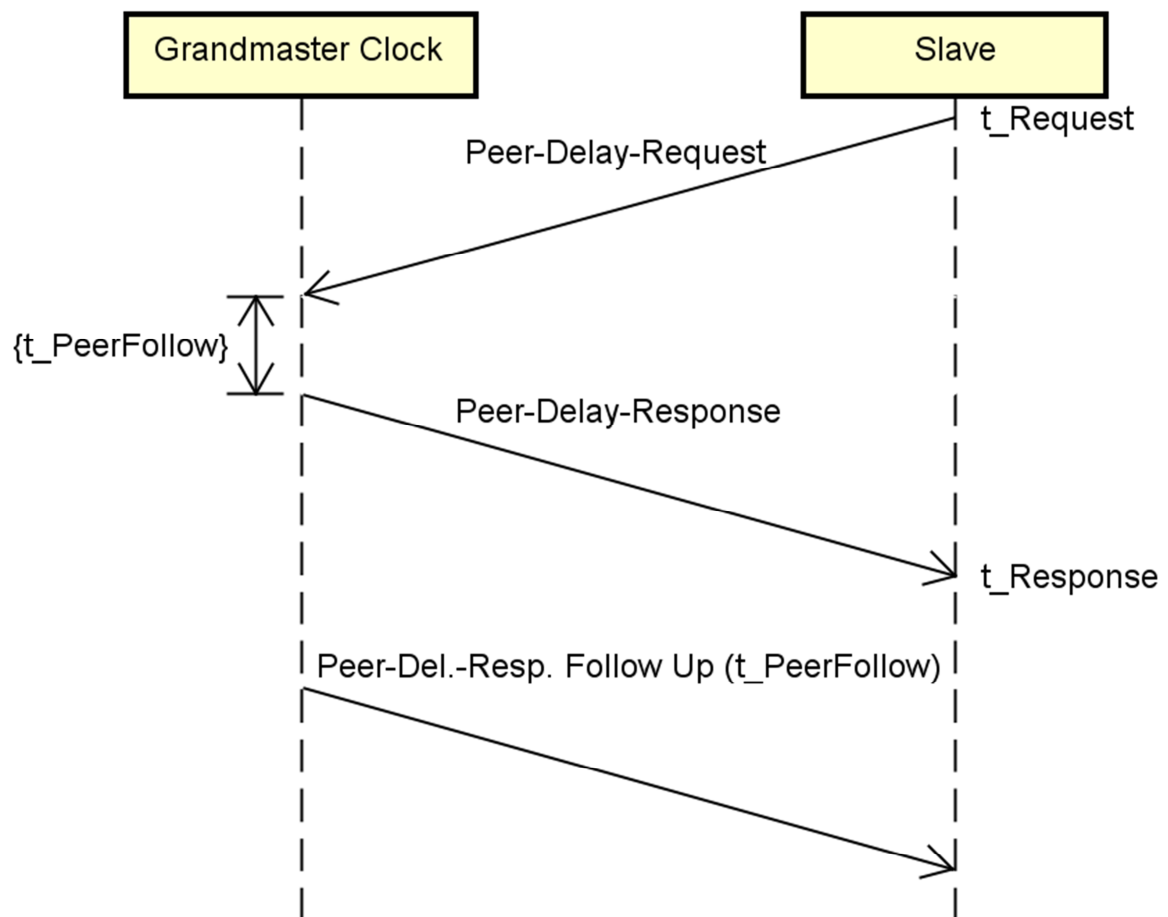 Grandmaster Clock
Slave
t_Request
Peer-Delay-Request
{t_PeerFollow}
Peer-Delay-Response
t_Response
Peer-Del.-Resp. Follow Up (t_PeerFollow)